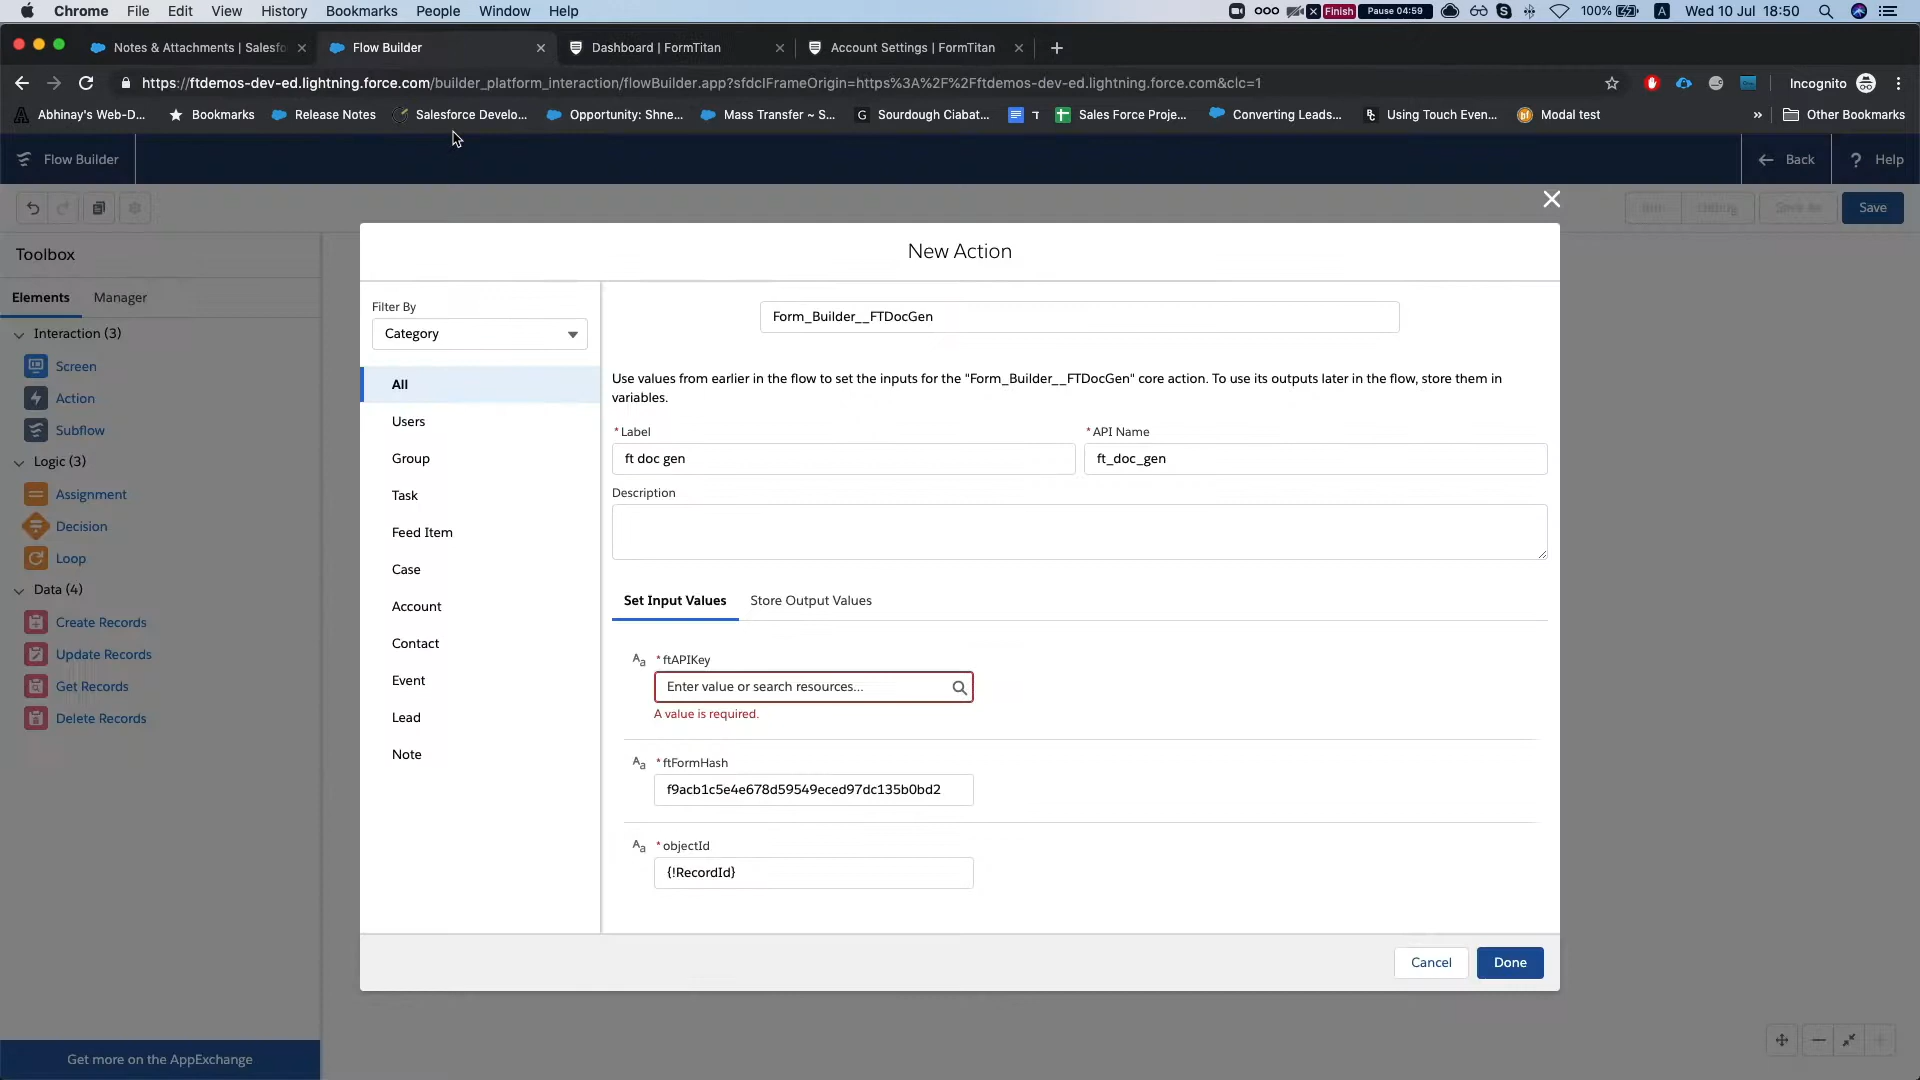 Chrome File Edit View History Bookmarks People Window Help
Finish Pause 04:59 100% A Wed 10 Jul 18:50
Notes & Attachments | Salesfo
Flow Builder
Dashboard | FormTitan
Account Settings | FormTitan
https://ftdemos-dev-ed.lightning.force.com/builder_platform_interaction/flowBuilder.app?sfdcIFrameOrigin=https%3A%2F%2Fftdemos-dev-ed.lightning.force.com&clc=1
Incognito
Abhinay's Web-D... Bookmarks Release Notes Salesforce Develo... Opportunity: Shne... Mass Transfer ~ S... Sourdough Ciabat... T Sales Force Proje... Converting Leads... Using Touch Even... Modal test » Other Bookmarks
Flow Builder
Back
? Help
Save
Toolbox
Elements Manager
Interaction (3)
Screen
Action
Subflow
Logic (3)
Assignment
Decision
Loop
Data (4)
Create Records
Update Records
Get Records
Delete Records
Get more on the AppExchange
New Action
Filter By
Category
All
Users
Group
Task
Feed Item
Case
Account
Contact
Event
Lead
Note
Form_Builder__FTDocGen
Use values from earlier in the flow to set the inputs for the "Form_Builder__FTDocGen" core action. To use its outputs later in the flow, store them in
variables.
* Label
ft doc gen
* API Name
ft_doc_gen
Description
Set Input Values Store Output Values
Aa * ftAPIKey
Enter value or search resources...
A value is required.
Aa * ftFormHash
f9acb1c5e4e678d59549eced97dc135b0bd2
Aa * objectId
{!RecordId}
Cancel Done